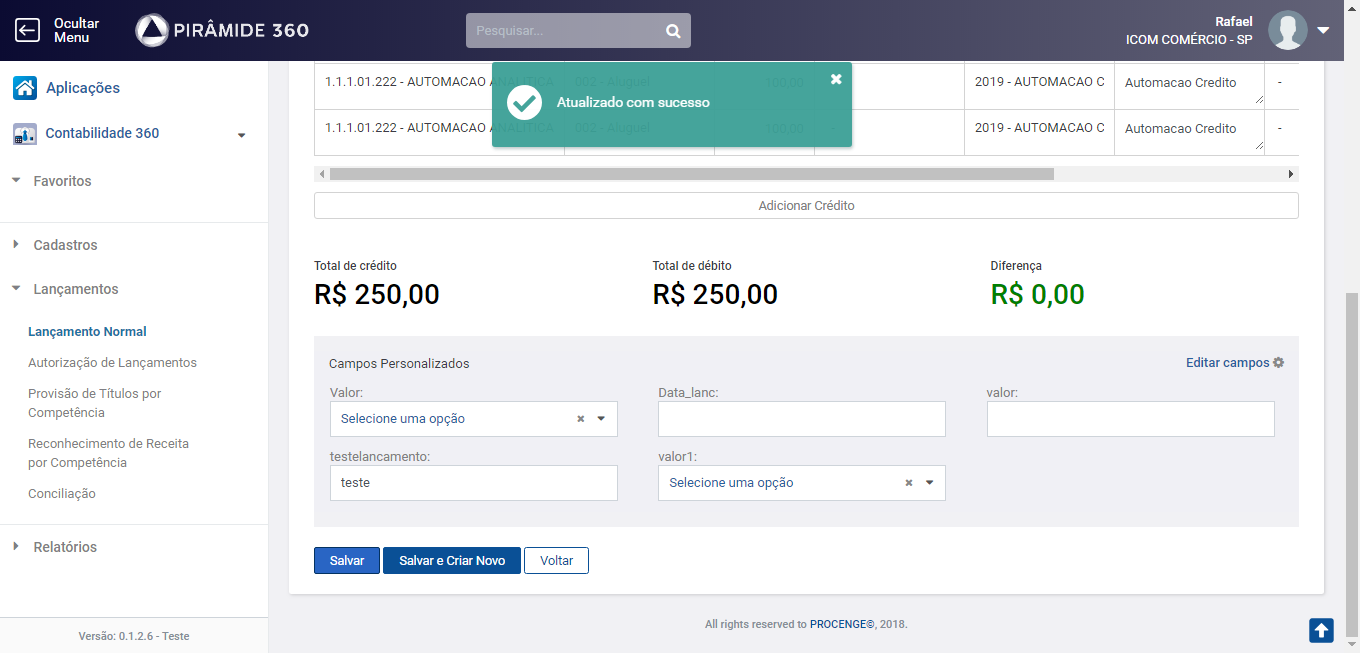 Ocultar
Menu
PIRÂMIDE 360
Pesquisar...
Rafael
ICOM COMÉRCIO - SP
Aplicações
Contabilidade 360
Favoritos
Cadastros
Lançamentos
Lançamento Normal
Autorização de Lançamentos
Provisão de Títulos por
Competência
Reconhecimento de Receita
por Competência
Conciliação
Relatórios
Versão: 0.1.2.6 - Teste
1.1.1.01.222 - AUTOMACAO ANALITICA 002 - Aluguel 100,00 2019 - AUTOMACAO C Automacao Credito -
Atualizado com sucesso
1.1.1.01.222 - AUTOMACAO ANALITICA 002 - Aluguel 100,00 - 2019 - AUTOMACAO C Automacao Credito -
Adicionar Crédito
Total de crédito Total de débito Diferença
R$ 250,00 R$ 250,00 R$ 0,00
Campos Personalizados Editar campos
Valor: Data_lanc: valor:
Selecione uma opção
testelancamento: valor1:
teste Selecione uma opção
Salvar Salvar e Criar Novo Voltar
All rights reserved to PROCENGE©, 2018.